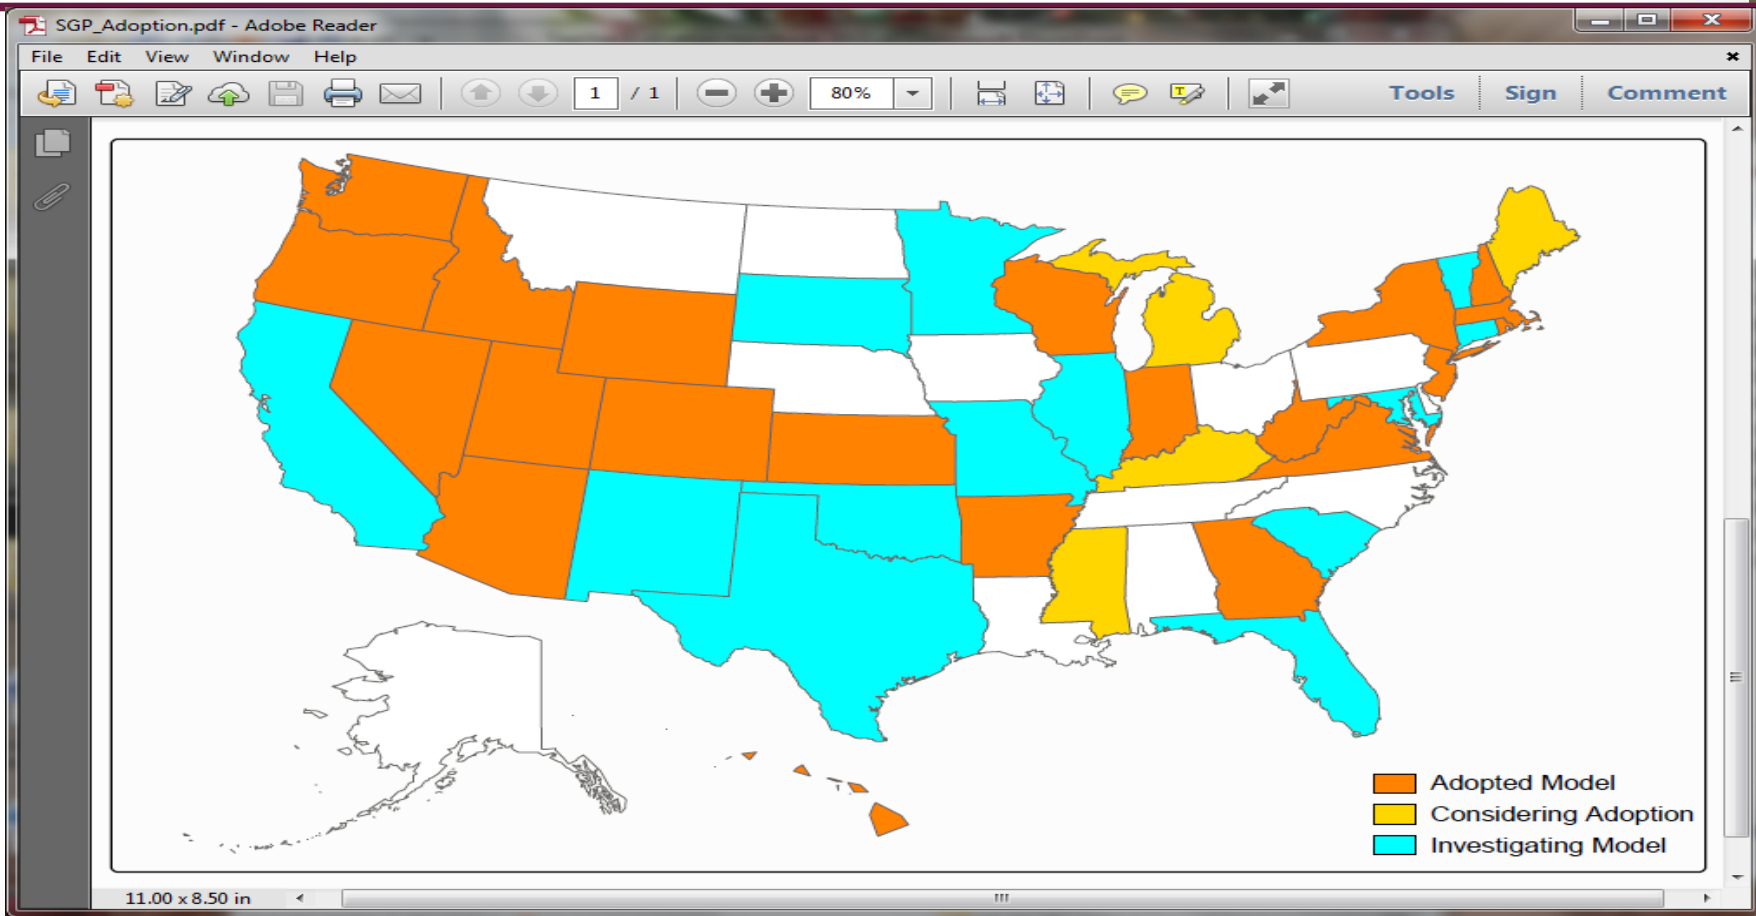 SGP_Adoption.pdf - Adobe Reader
File Edit View Window Help
1 / 1 80% Tools Sign Comment
Adopted Model
Considering Adoption
Investigating Model
11.00 x 8.50 in